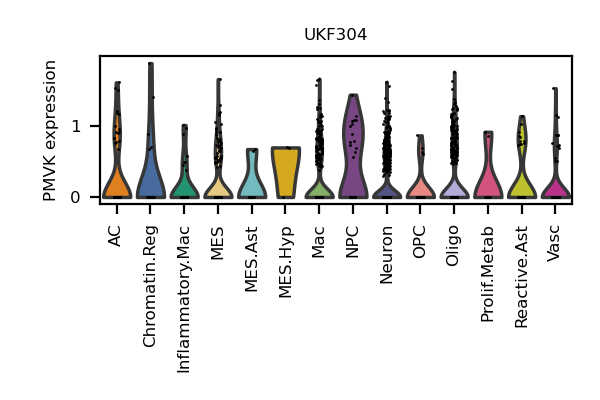 UKF304
PMVK expression
1
0
AC
Chromatin.Reg
Inflammatory.Mac
MES
MES.Ast
MES.Hyp
Mac
NPC
Neuron
OPC
Oligo
Prolif.Metab
Reactive.Ast
Vasc